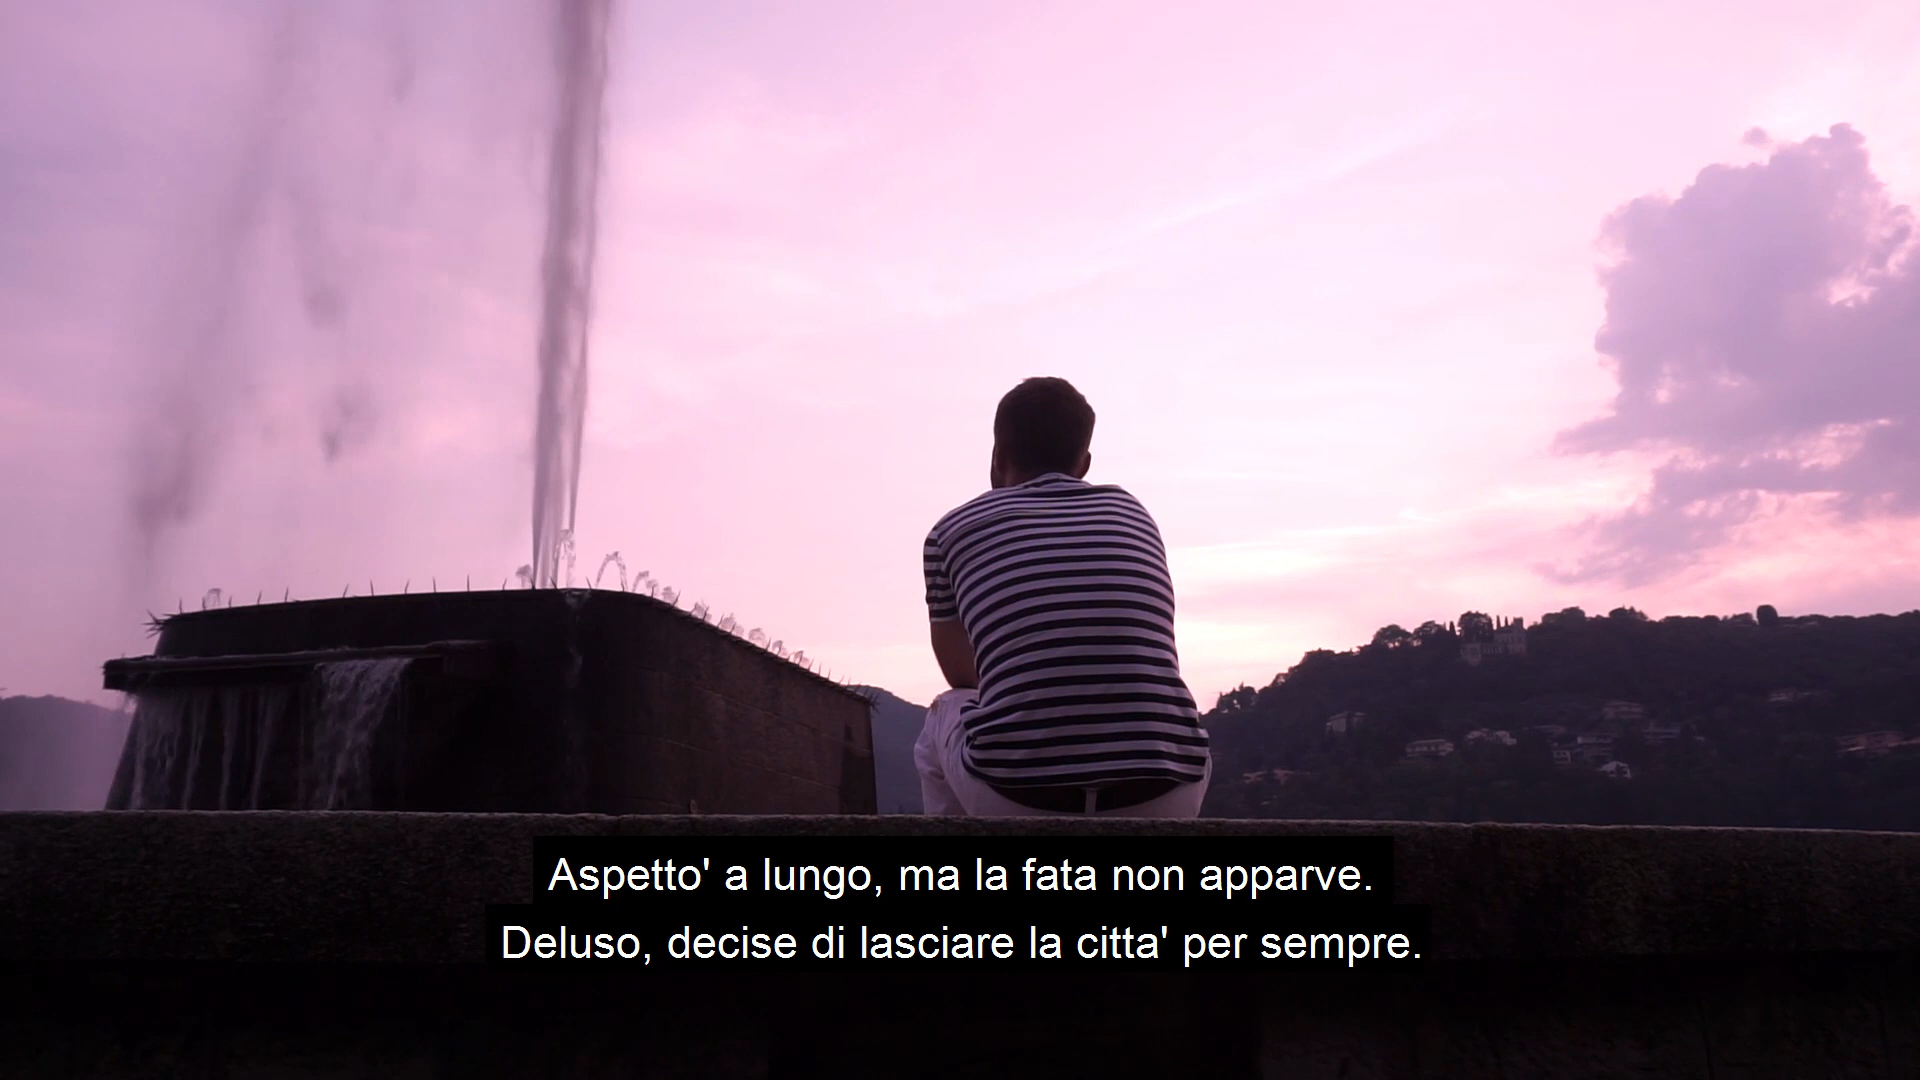 Aspetto' a lungo, ma la fata non apparve.
Deluso, decise di lasciare la citta' per sempre.